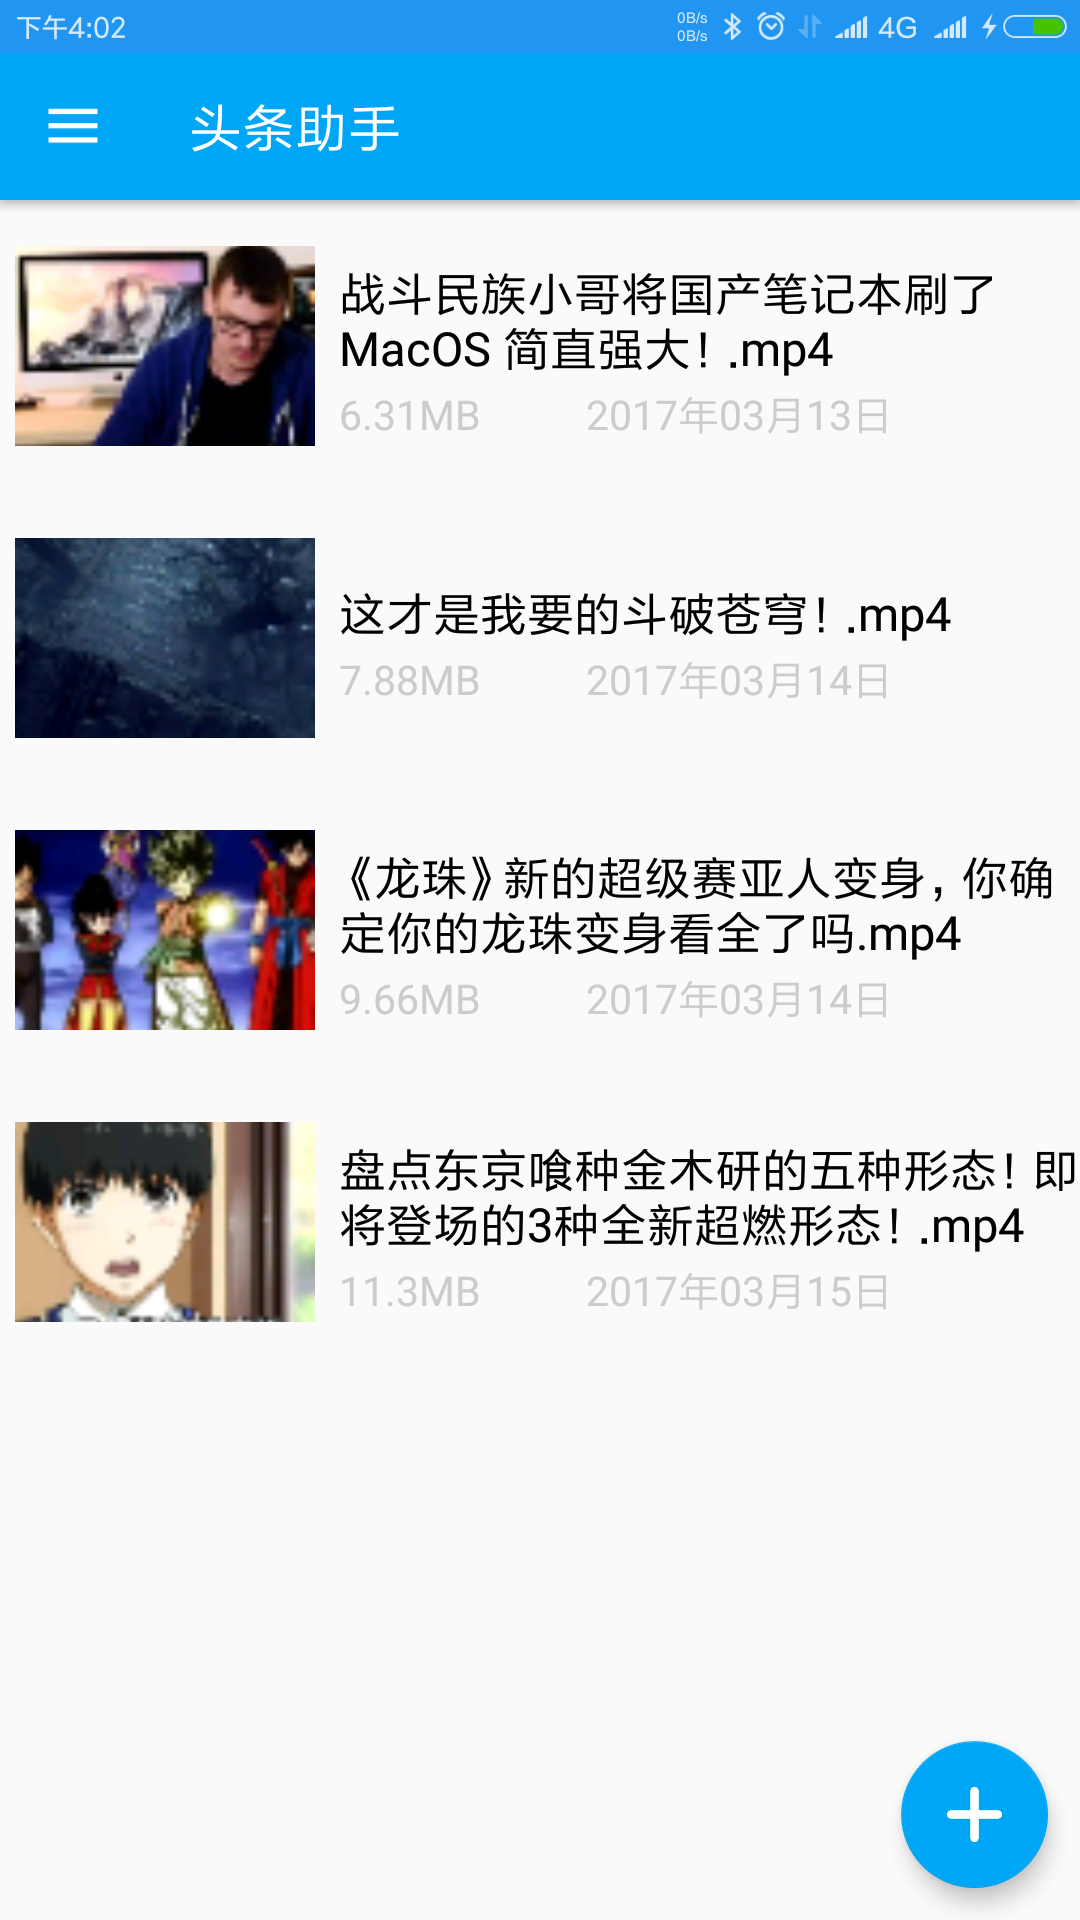 下午4:02
0B/s
0B/s
4G
头条助手
战斗民族小哥将国产笔记本刷了
MacOS 简直强大！.mp4
6.31MB 2017年03月13日
这才是我要的斗破苍穹！.mp4
7.88MB 2017年03月14日
《龙珠》新的超级赛亚人变身，你确
定你的龙珠变身看全了吗.mp4
9.66MB 2017年03月14日
盘点东京喰种金木研的五种形态！即
将登场的3种全新超燃形态！.mp4
11.3MB 2017年03月15日